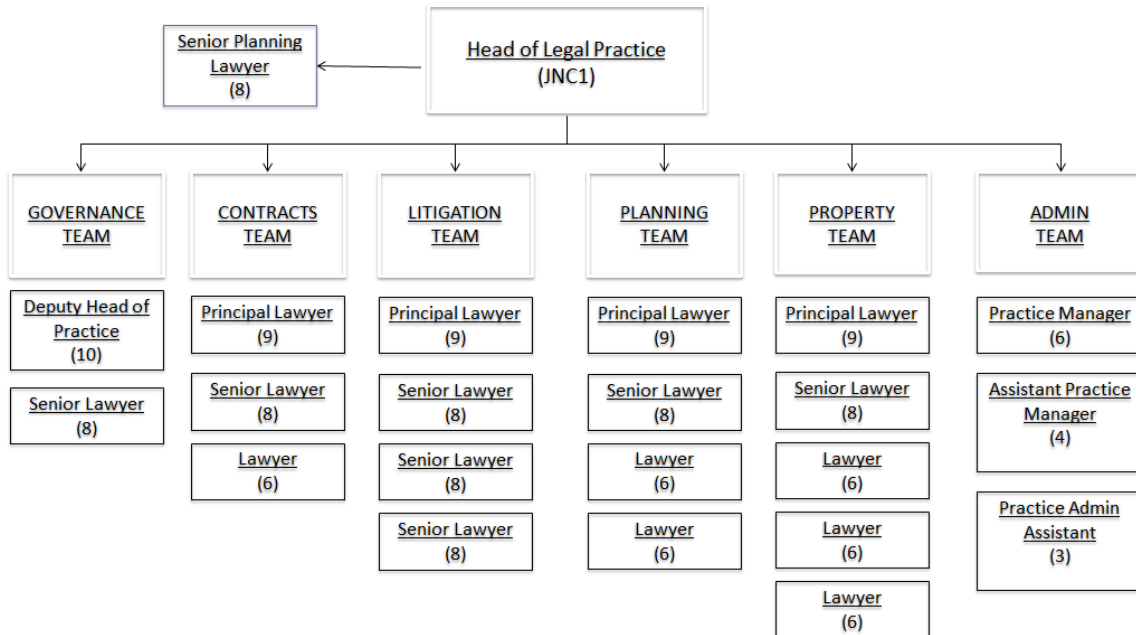 Senior Planning
Lawyer
(8)
Head of Legal Practice
(JNC1)
GOVERNANCE
TEAM
CONTRACTS
TEAM
LITIGATION
TEAM
PLANNING
TEAM
PROPERTY
TEAM
ADMIN
TEAM
Deputy Head of
Practice
(10)
Senior Lawyer
(8)
Principal Lawyer
(9)
Senior Lawyer
(8)
Lawyer
(6)
Principal Lawyer
(9)
Senior Lawyer
(8)
Senior Lawyer
(8)
Senior Lawyer
(8)
Principal Lawyer
(9)
Senior Lawyer
(8)
Lawyer
(6)
Lawyer
(6)
Principal Lawyer
(9)
Senior Lawyer
(8)
Lawyer
(6)
Lawyer
(6)
Lawyer
(6)
Practice Manager
(6)
Assistant Practice
Manager
(4)
Practice Admin
Assistant
(3)